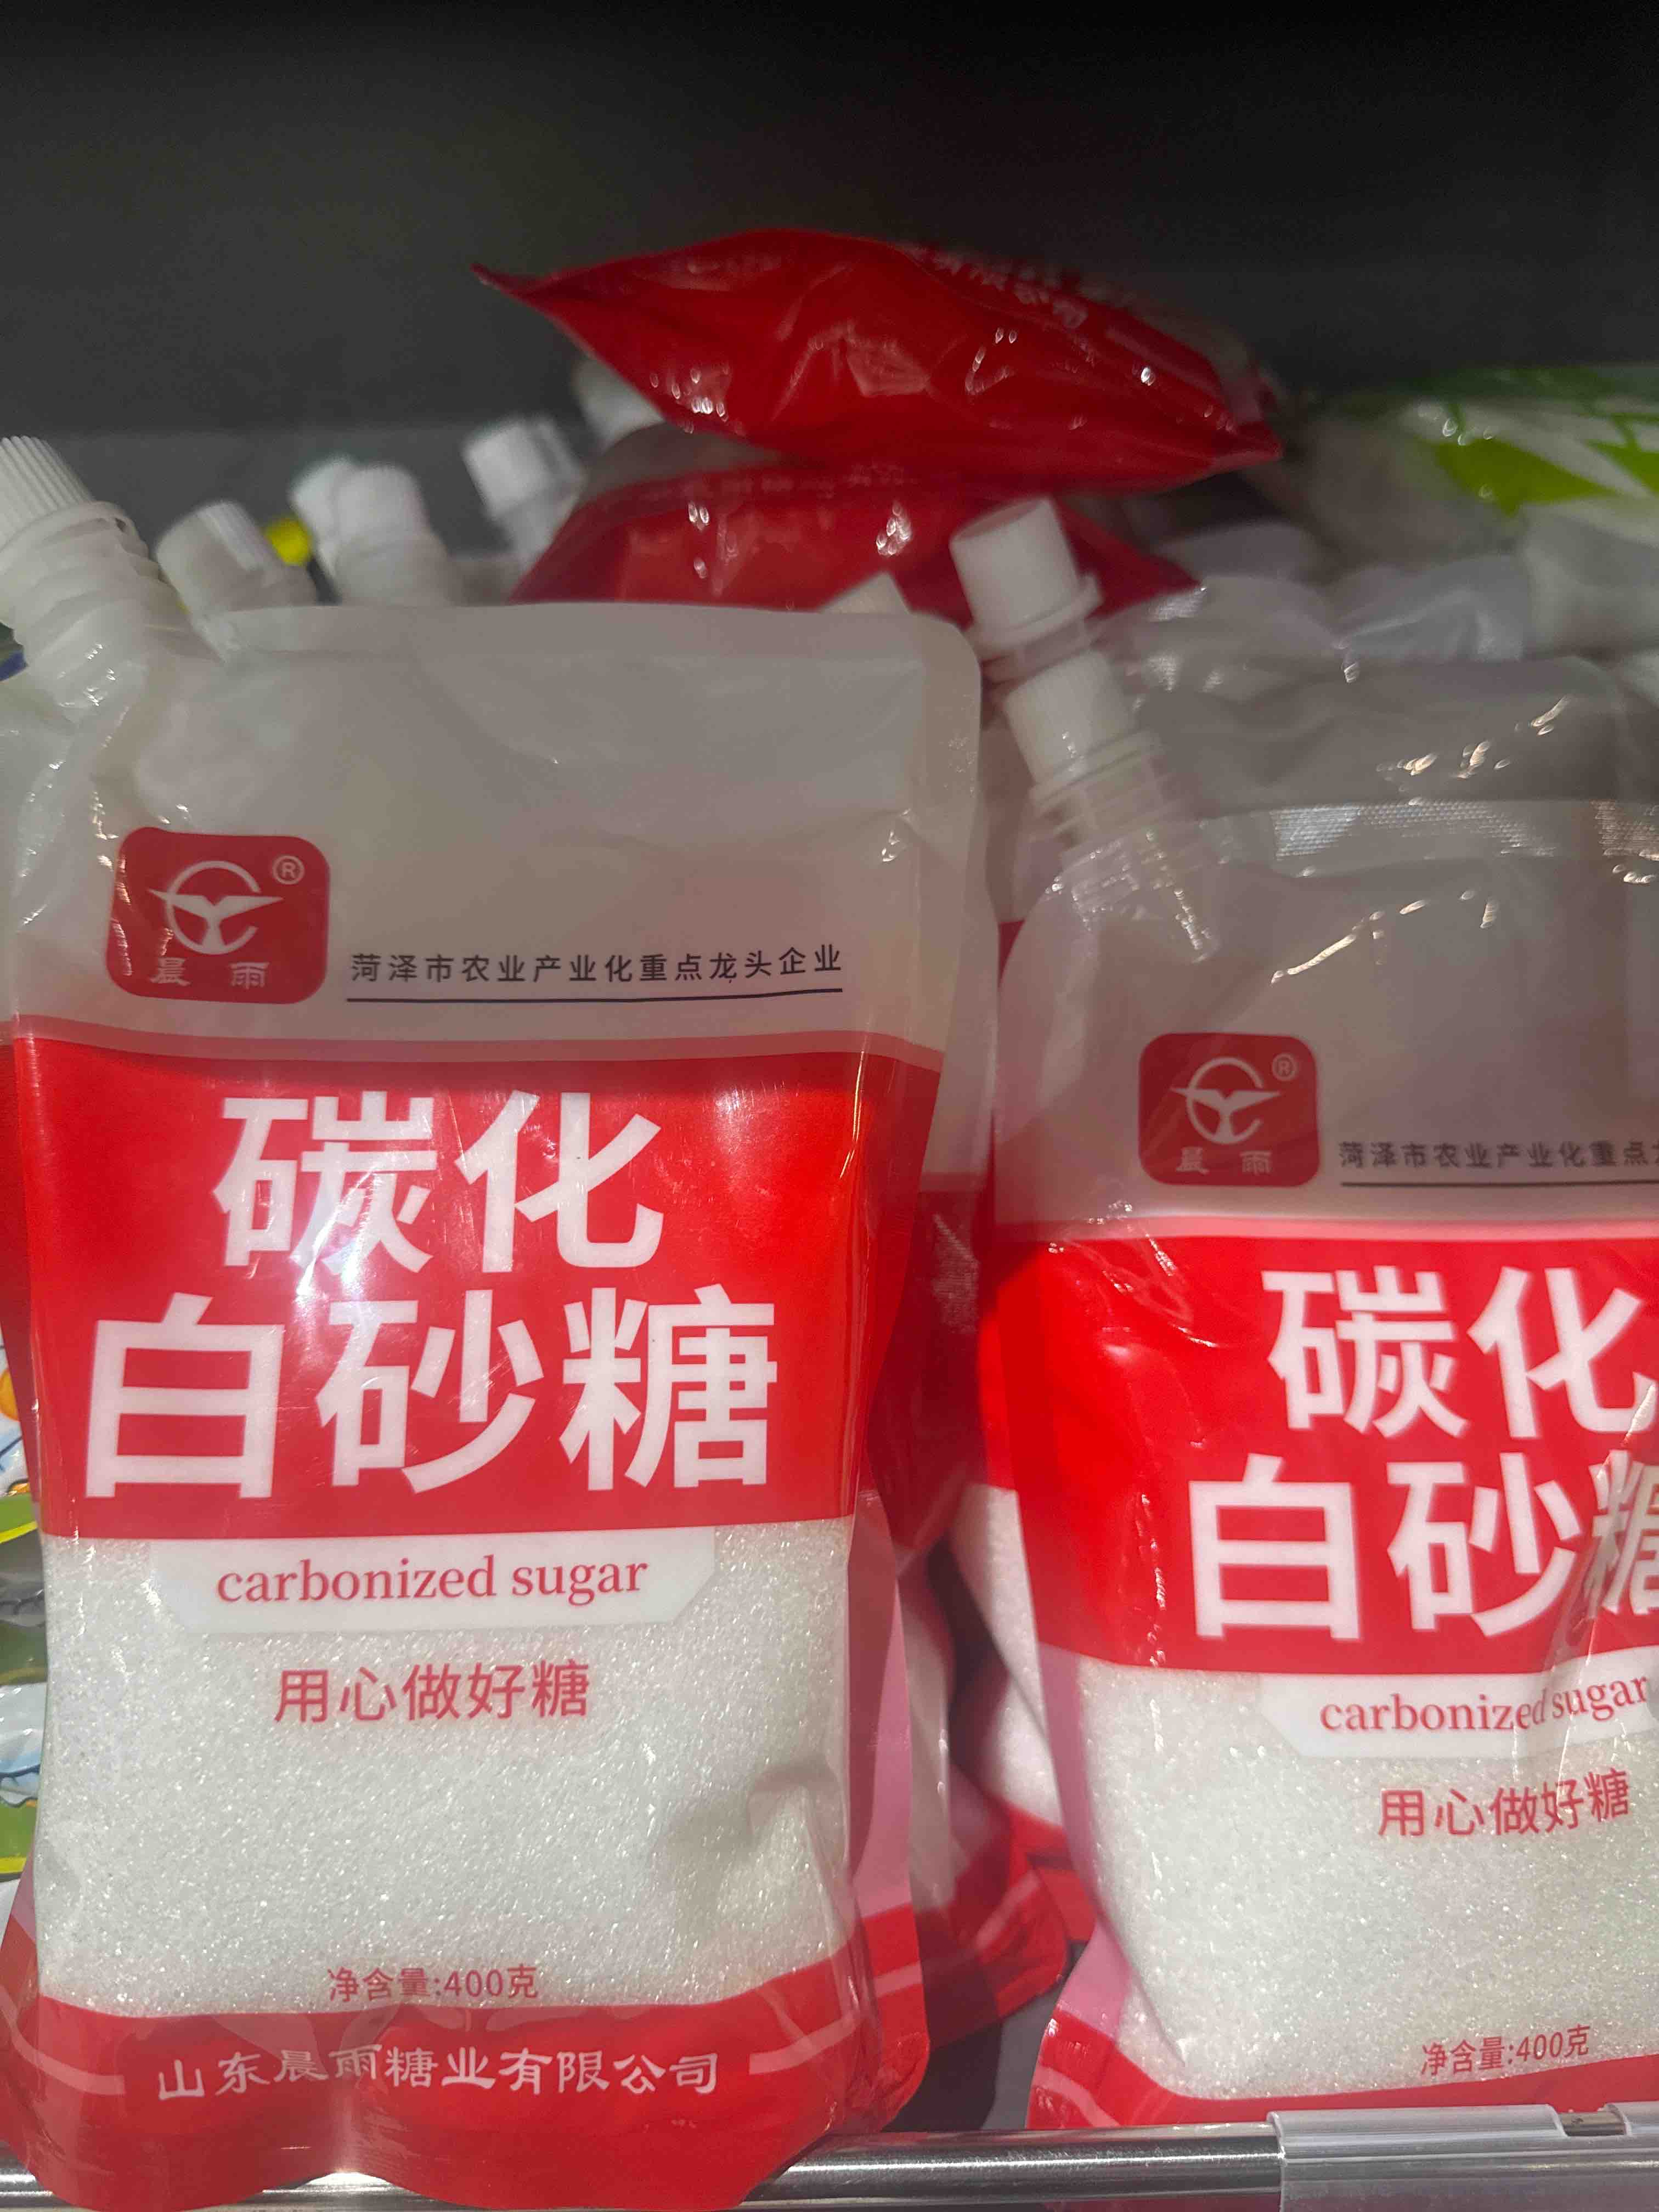 ®
晨雨
菏泽市农业产业化重点龙头企业
碳化
白砂糖
carbonized sugar
用心做好糖
净含量:400克
山东晨雨糖业有限公司
®
晨雨
菏泽市农业产业化重点
碳化
白砂糖
carbonized sugar
用心做好糖
净含量:400克